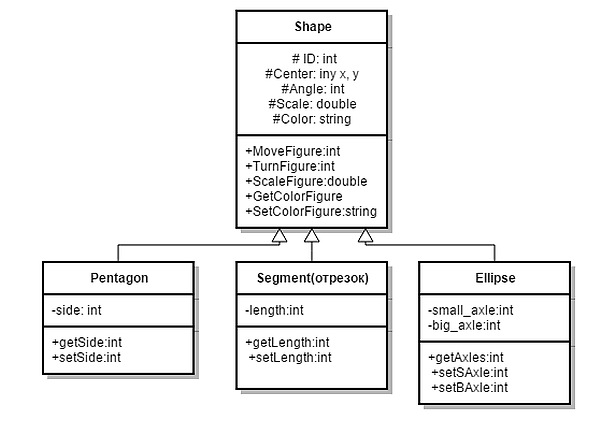 Shape
# ID: int
#Center: iny x, y
#Angle: int
#Scale: double
#Color: string
+MoveFigure:int
+TurnFigure:int
+ScaleFigure:double
+GetColorFigure
+SetColorFigure:string
Pentagon
-side: int
+getSide:int
+setSide:int
Segment(отрезок)
-length:int
+getLength:int
+setLength:int
Ellipse
-small_axle:int
-big_axle:int
+getAxles:int
+setSAxle:int
+setBAxle:int